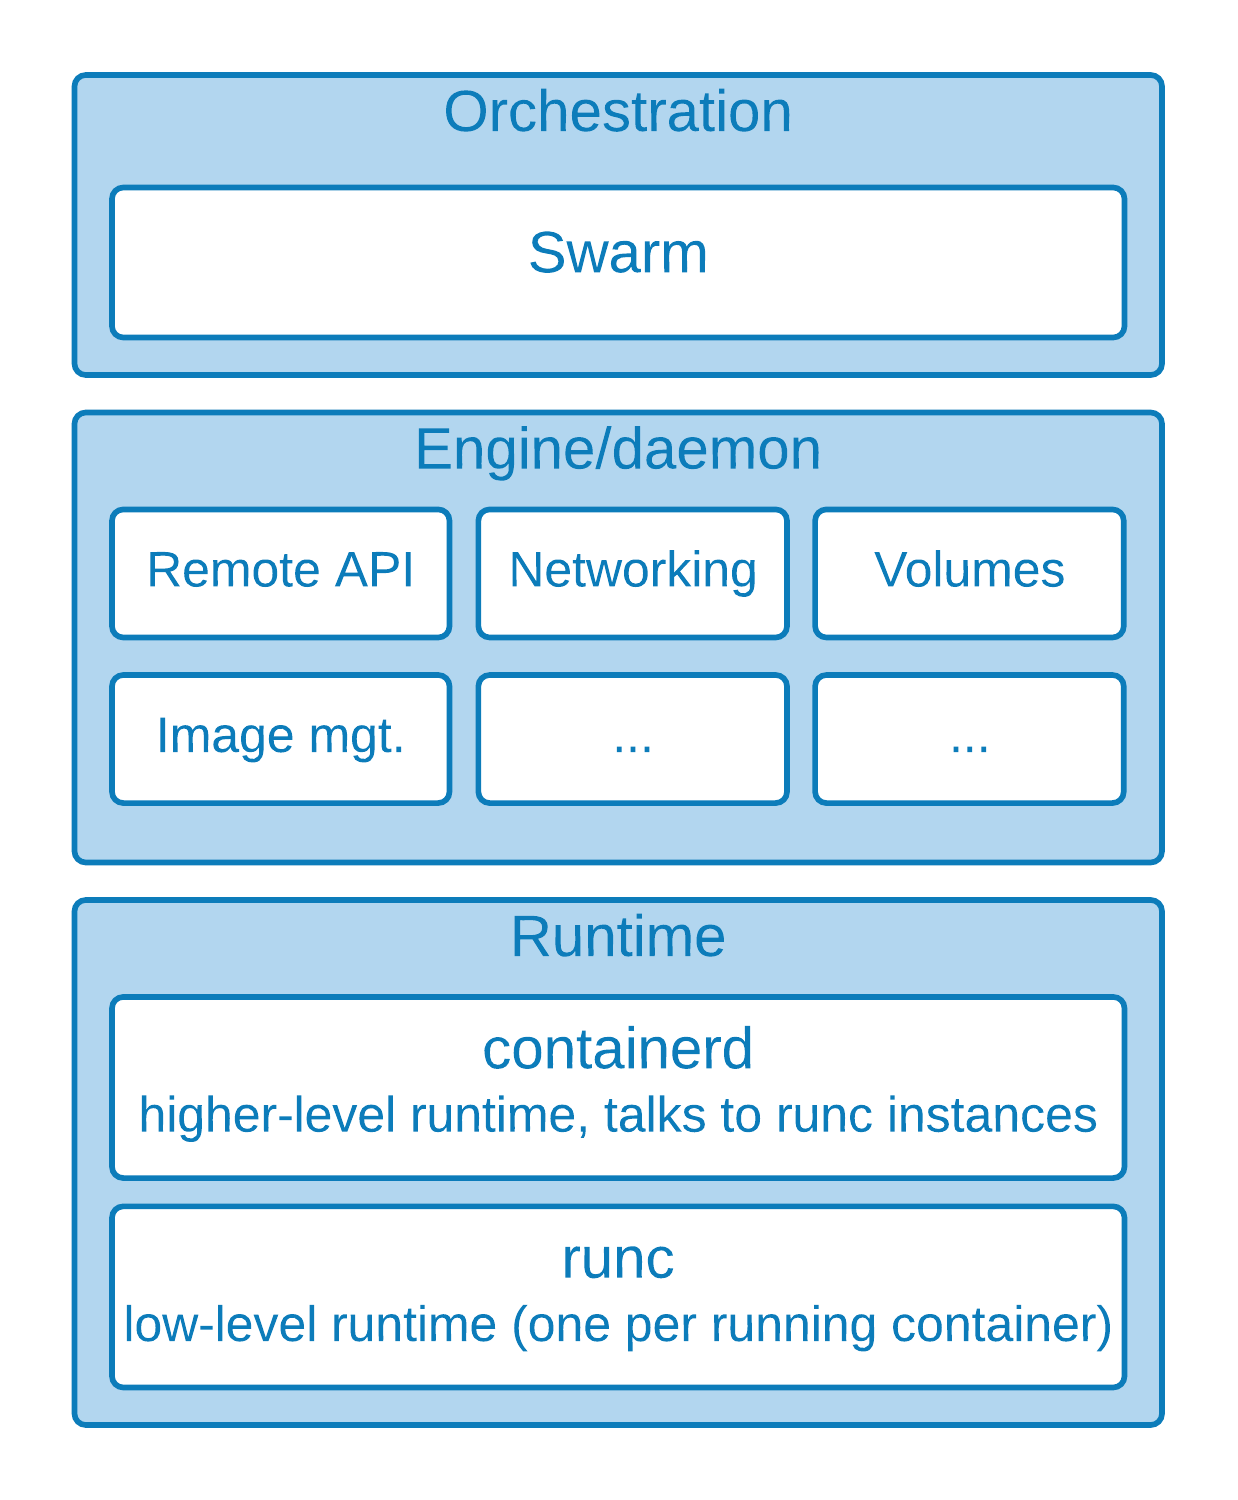 Orchestration
Swarm
Engine/daemon
Remote API
Networking
Volumes
Image mgt.
...
...
Runtime
containerd
higher-level runtime, talks to runc instances
runc
low-level runtime (one per running container)